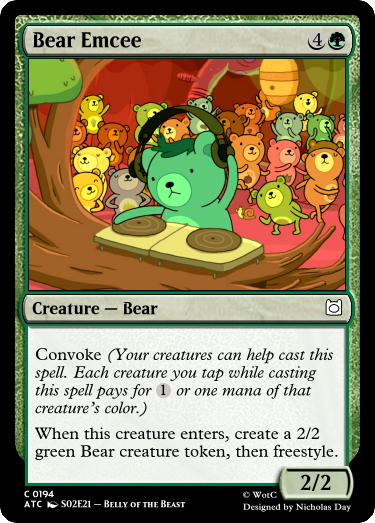 Bear Emcee 4
Creature — Bear
Convoke (Your creatures can help cast this
spell. Each creature you tap while casting
this spell pays for 1 or one mana of that
creature's color.)
When this creature enters, create a 2/2
green Bear creature token, then freestyle.
2/2
C 0194
ATC S02E21 – Belly of the Beast
© WotC
Designed by Nicholas Day